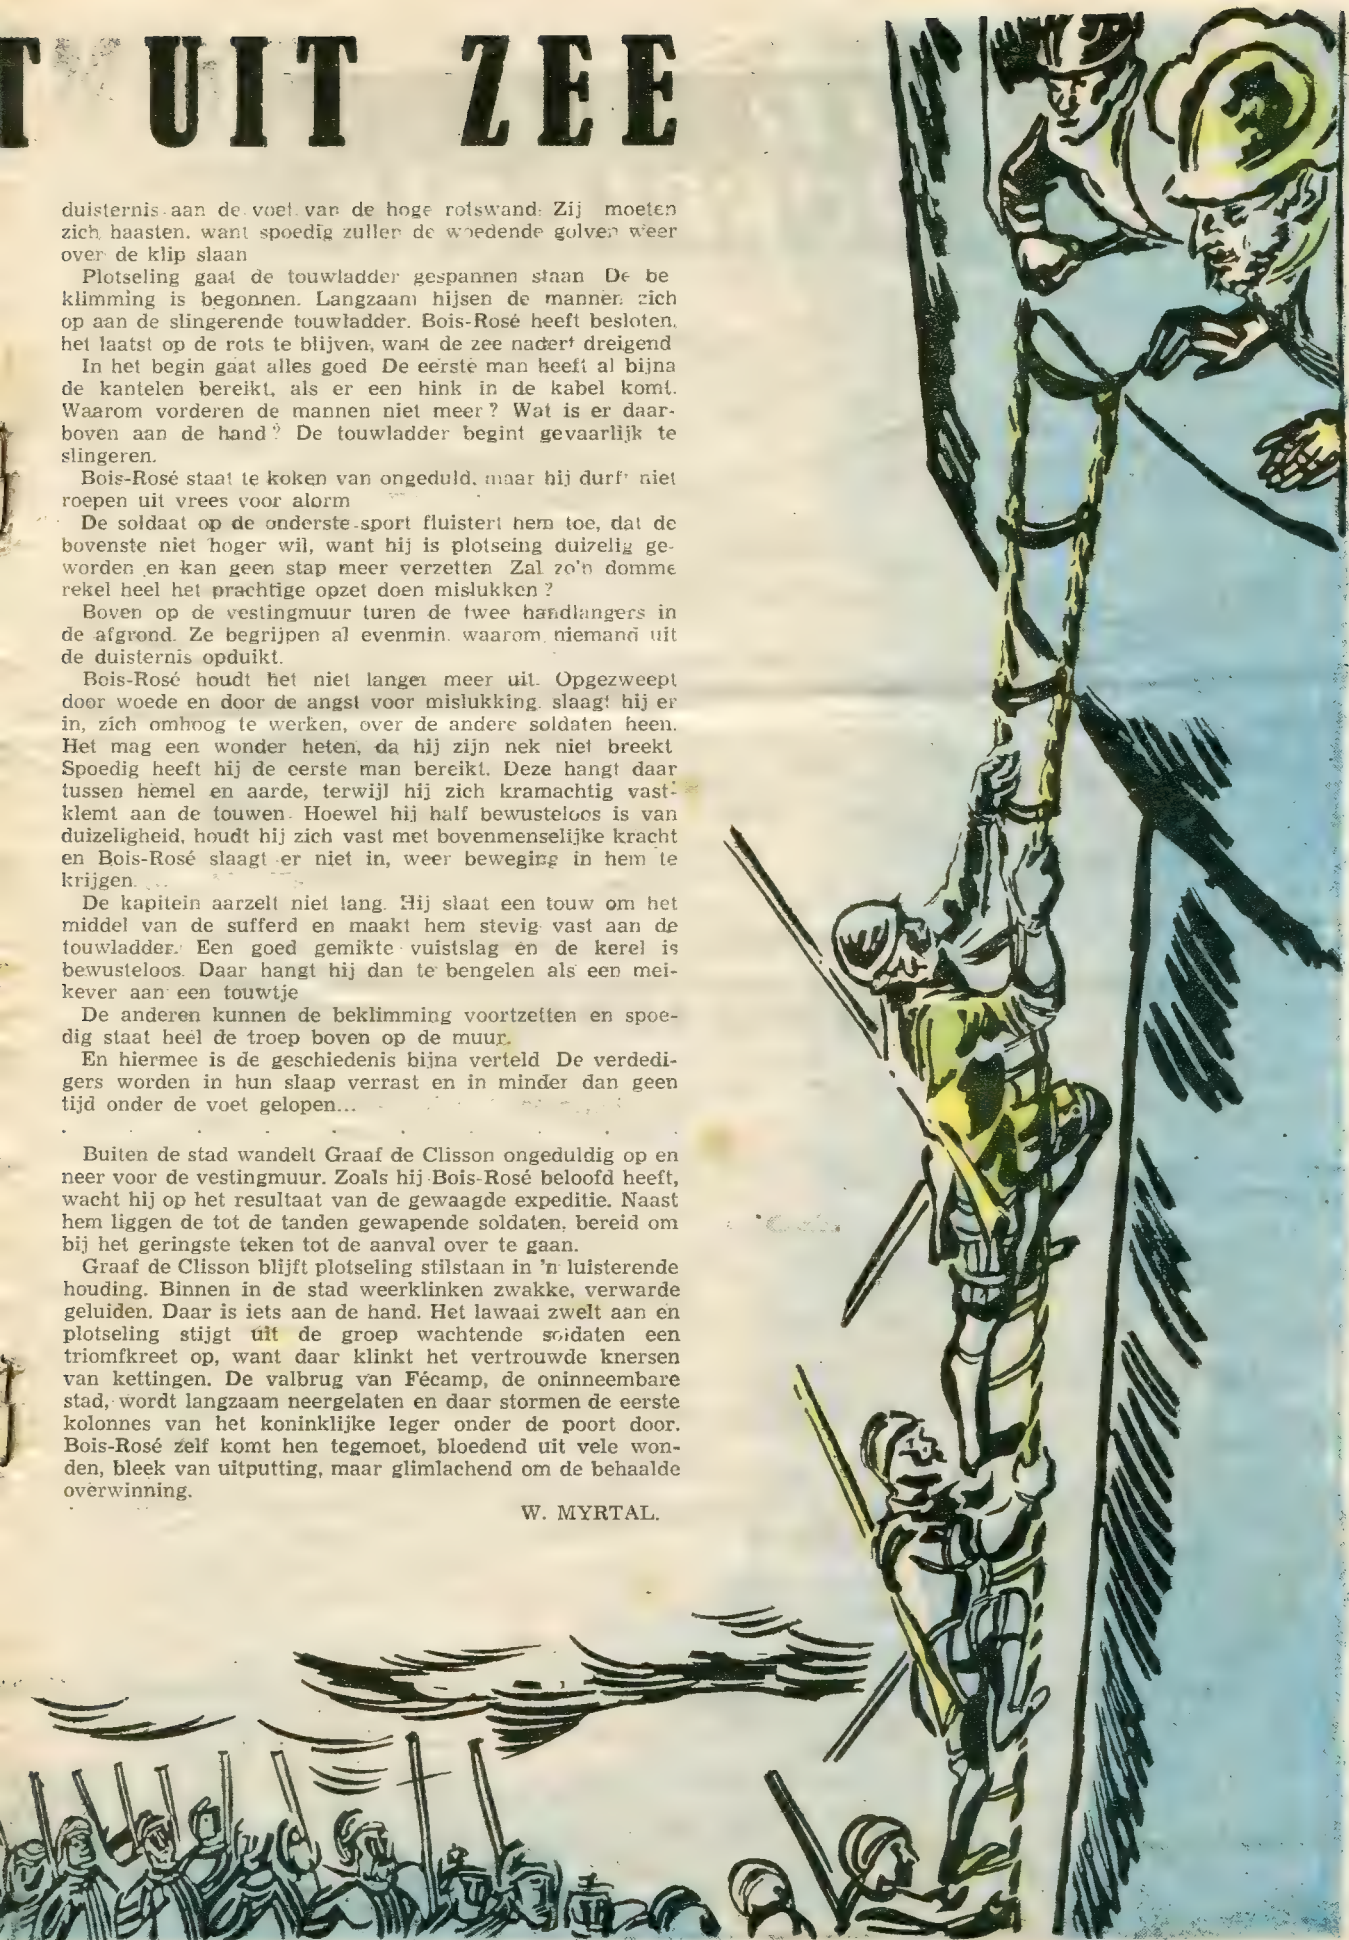 T UIT ZEE
duisternis aan de voet van de hoge rotswand. Zij moeten
zich haasten. want spoedig zullen de woedende golven weer
over de klip slaan
Plotseling gaat de touwladder gespannen staan De be
klimming is begonnen. Langzaam hijsen de mannen zich
op aan de slingerende touwladder. Bois-Rosé heeft besloten,
het laatst op de rots te blijven, want de zee nadert dreigend
In het begin gaat alles goed De eerste man heeft al bijna
de kantelen bereikt, als er een hink in de kabel komt.
Waarom vorderen de mannen niet meer? Wat is er daar-
boven aan de hand? De touwladder begint gevaarlijk te
slingeren.
Bois-Rosé staat te koken van ongeduld, maar hij durft niet
roepen uit vrees voor alorm
De soldaat op de onderste sport fluistert hem toe, dat de
bovenste niet hoger wil, want hij is plotseing duizelig ge-
worden en kan geen stap meer verzetten Zal zo'n domme
rekel heel het prachtige opzet doen mislukken?
Boven op de vestingmuur turen de twee handlangers in
de afgrond. Ze begrijpen al evenmin. waarom niemand uit
de duisternis opduikt.
Bois-Rosé houdt het niet langer meer uit. Opgezweept
door woede en door de angst voor mislukking. slaagt hij er
in, zich omhoog te werken, over de andere soldaten heen.
Het mag een wonder heten, da hij zijn nek niet breekt
Spoedig heeft hij de eerste man bereikt. Deze hangt daar
tussen hemel en aarde, terwijl hij zich kramachtig vast-
klemt aan de touwen. Hoewel hij half bewusteloos is van
duizeligheid, houdt hij zich vast met bovenmenselijke kracht
en Bois-Rosé slaagt er niet in, weer beweging in hem te
krijgen.
De kapitein aarzelt niet lang. Hij slaat een touw om het
middel van de sufferd en maakt hem stevig vast aan de
touwladder. Een goed gemikte vuistslag en de kerel is
bewusteloos. Daar hangt hij dan te bengelen als een mei-
kever aan een touwtje
De anderen kunnen de beklimming voortzetten en spoe-
dig staat heel de troep boven op de muur.
En hiermee is de geschiedenis bijna verteld De verdedi-
gers worden in hun slaap verrast en in minder dan geen
tijd onder de voet gelopen...
. . . . . . . . . .
Buiten de stad wandelt Graaf de Clisson ongeduldig op en
neer voor de vestingmuur. Zoals hij Bois-Rosé beloofd heeft,
wacht hij op het resultaat van de gewaagde expeditie. Naast
hem liggen de tot de tanden gewapende soldaten, bereid om
bij het geringste teken tot de aanval over te gaan.
Graaf de Clisson blijft plotseling stilstaan in 'n luisterende
houding. Binnen in de stad weerklinken zwakke, verwarde
geluiden. Daar is iets aan de hand. Het lawaai zwelt aan en
plotseling stijgt uit de groep wachtende soldaten een
triomfkreet op, want daar klinkt het vertrouwde knersen
van kettingen. De valbrug van Fécamp, de oninneembare
stad, wordt langzaam neergelaten en daar stormen de eerste
kolonnes van het koninklijke leger onder de poort door.
Bois-Rosé zelf komt hen tegemoet, bloedend uit vele won-
den, bleek van uitputting, maar glimlachend om de behaalde
overwinning.
W. MYRTAL.